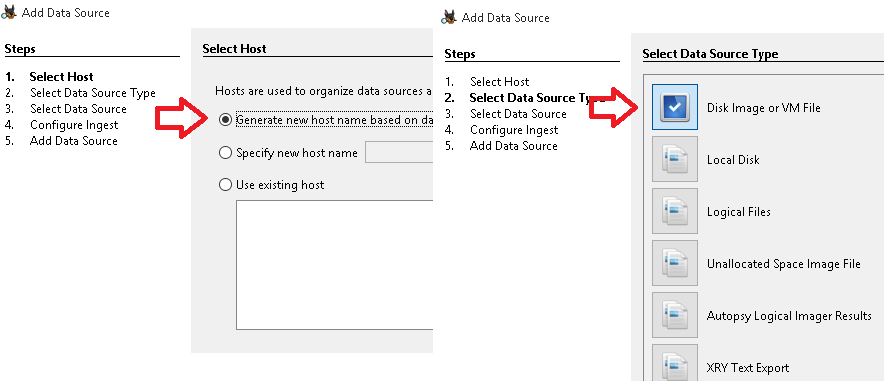 Add Data Source
Steps
1. Select Host
2. Select Data Source Type
3. Select Data Source
4. Configure Ingest
5. Add Data Source
Select Host
Hosts are used to organize data sources a
Generate new host name based on da
Specify new host name
Use existing host
Add Data Source
Steps
1. Select Host
2. Select Data Source Type
3. Select Data Source
4. Configure Ingest
5. Add Data Source
Select Data Source Type
Disk Image or VM File
Local Disk
Logical Files
Unallocated Space Image File
Autopsy Logical Imager Results
XRY Text Export